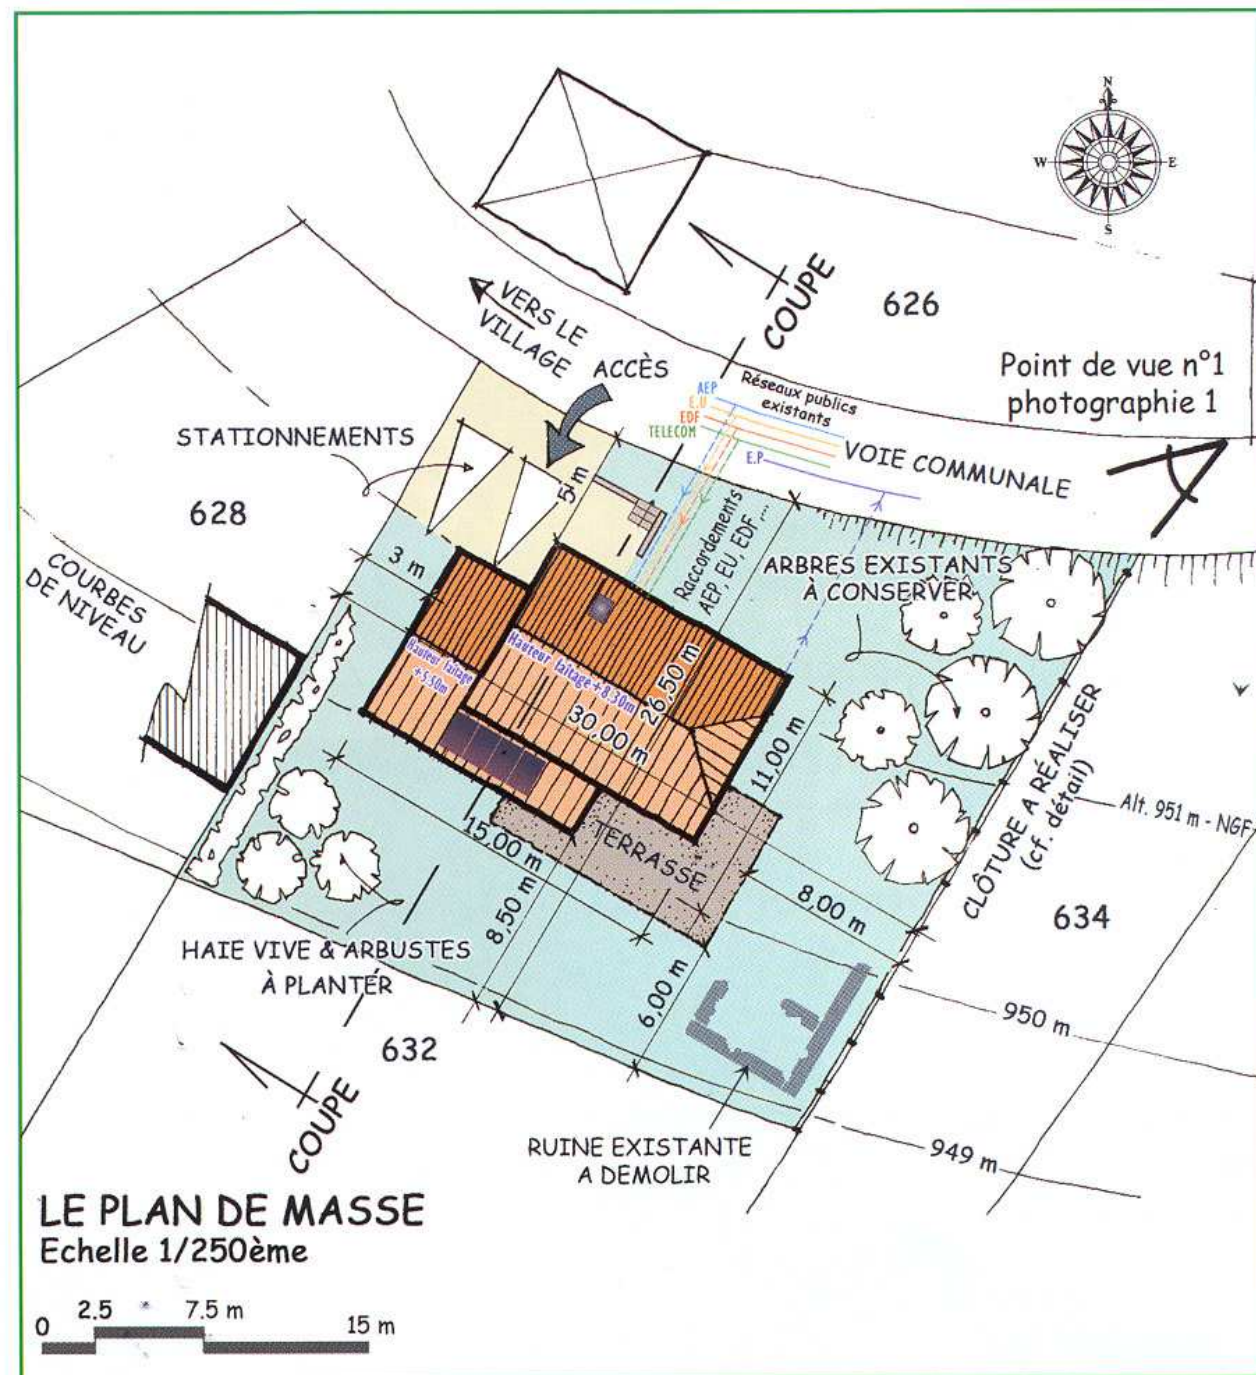 N
W
E
S
COUPE
626
VERS LE
VILLAGE
ACCÈS
Point de vue n°1
photographie 1
AEP
E.U
EDF
TELECOM
Réseaux publics
existants
E.P
VOIE COMMUNALE
STATIONNEMENTS
5 m
628
3 m
Raccordements
AEP, EU, EDF,...
ARBRES EXISTANTS
À CONSERVER
COURBES
DE NIVEAU
Hauteur faîtage
+5.50m
Hauteur faîtage +8.30m
26,50 m
30,00 m
11,00 m
CLÔTURE A RÉALISER
(cf. détail)
Alt. 951 m - NGF
15,00 m
TERRASSE
8,00 m
8,50 m
634
HAIE VIVE & ARBUSTES
À PLANTER
6,00 m
950 m
632
COUPE
RUINE EXISTANTE
A DEMOLIR
949 m
LE PLAN DE MASSE
Echelle 1/250ème
0 2.5 7.5 m 15 m